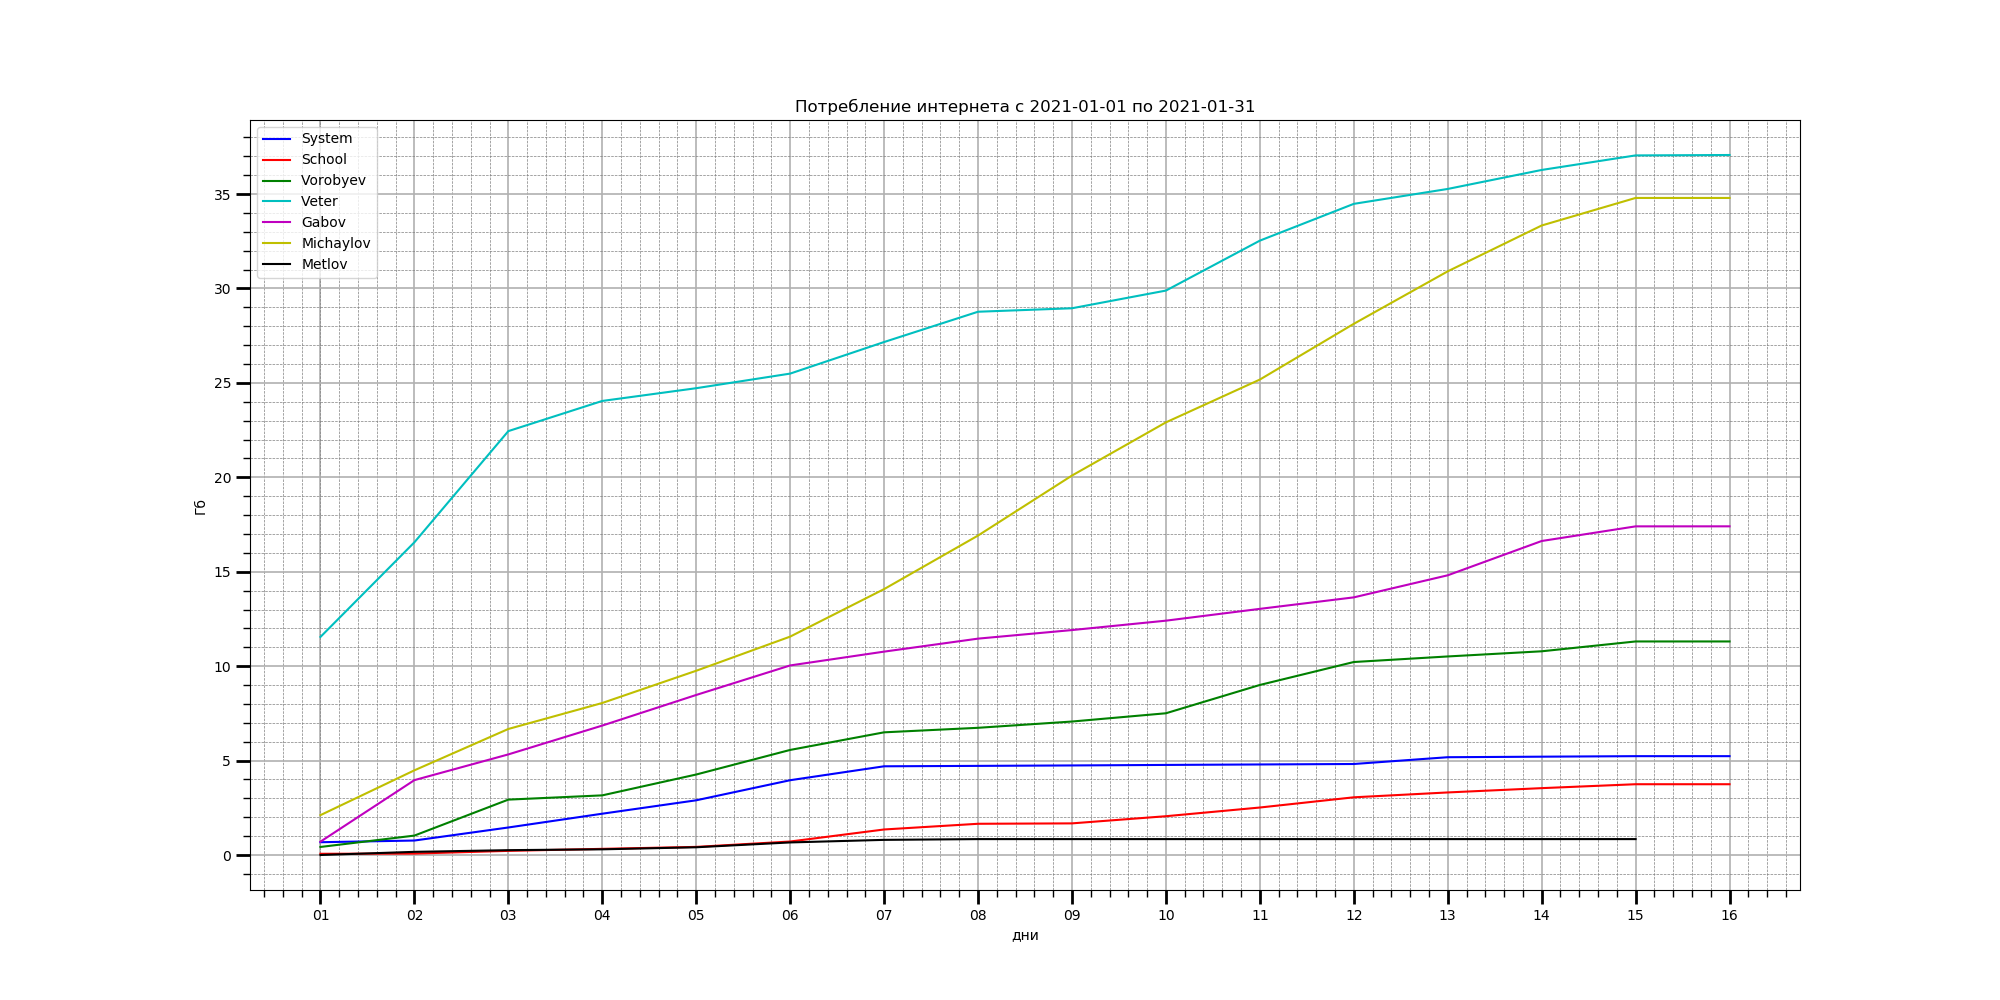 Потребление интернета с 2021-01-01 по 2021-01-31
System
School
Vorobyev
Veter
Gabov
Michaylov
Metlov
35
30
25
20
15
10
5
0
Гб
01 02 03 04 05 06 07 08 09 10 11 12 13 14 15 16
дни